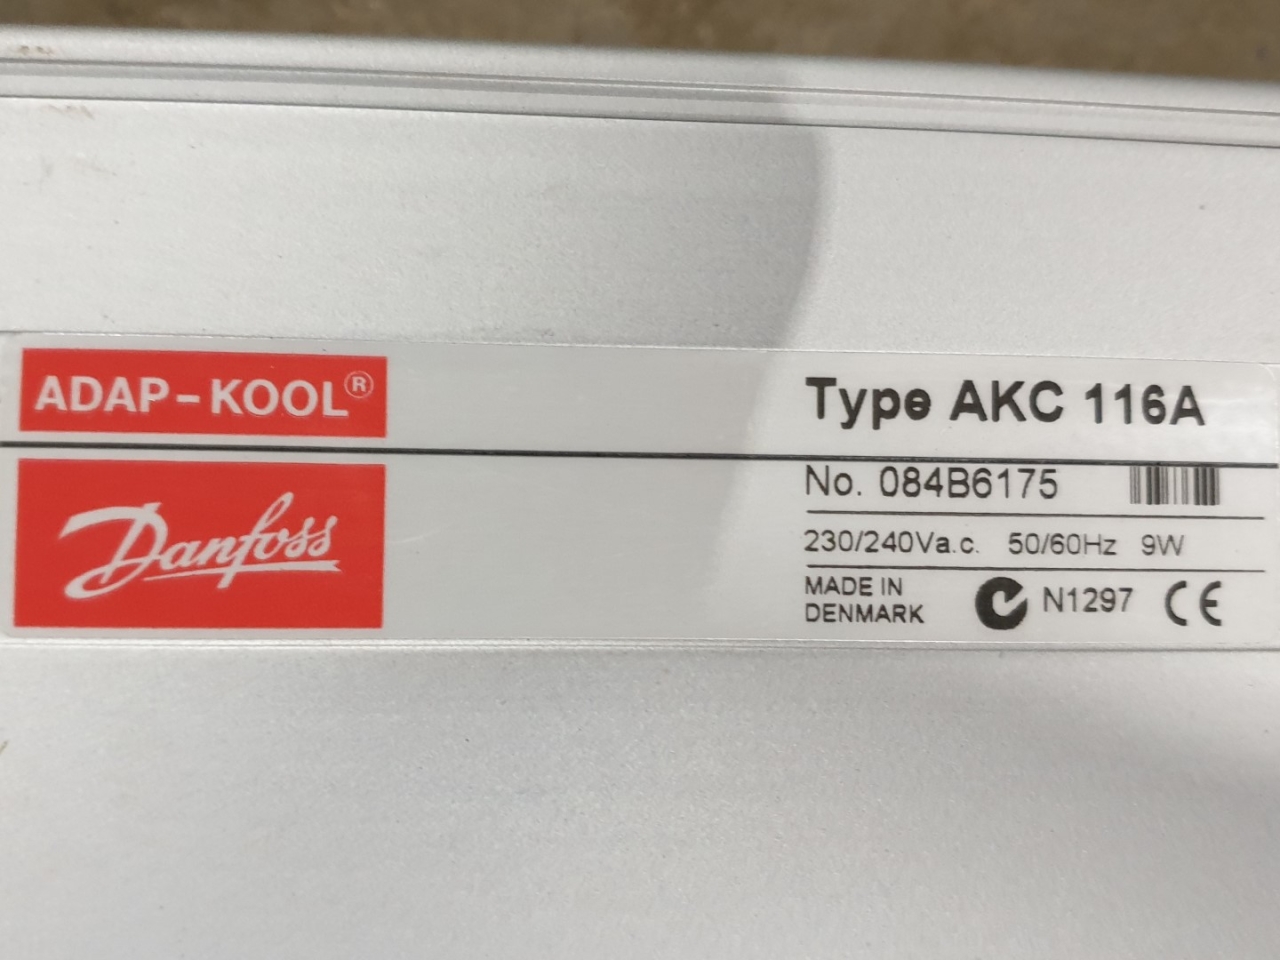 ADAP-KOOL®
Danfoss
Type AKC 116A
No. 084B6175
230/240Va.c. 50/60Hz 9W
MADE IN
DENMARK
N1297 CE